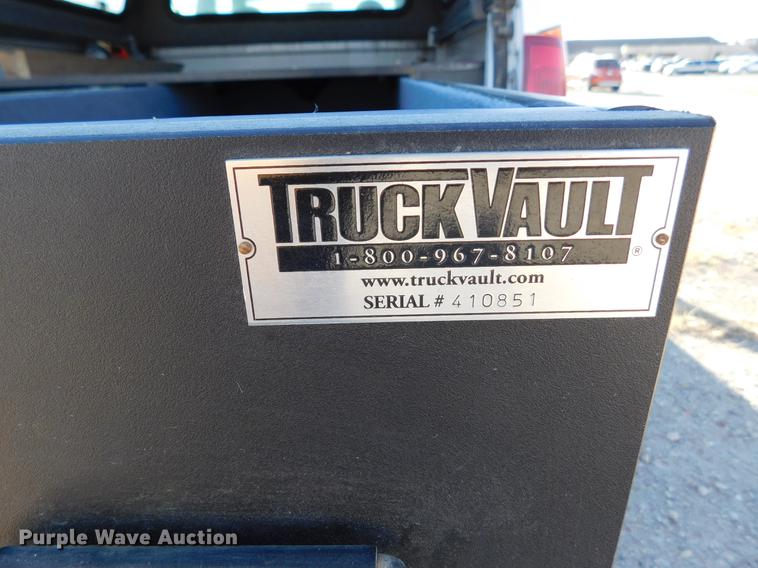 TRUCKVAULT
1-800-967-8107
®
www.truckvault.com
SERIAL # 410851
Purple Wave Auction